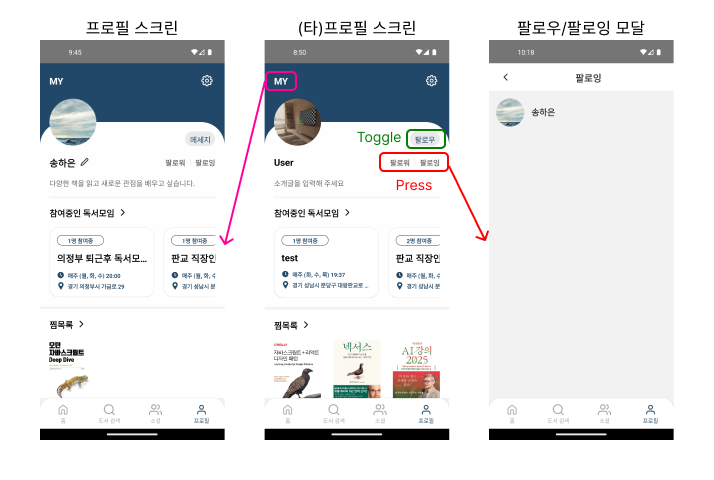 프로필 스크린
9:45
MY
메세지
송하은
팔로워 | 팔로잉
다양한 책을 읽고 새로운 관점을 배우고 싶습니다.
참여중인 독서모임 >
1명 참여중
의정부 퇴근후 독서모...
매주 (월, 화, 수) 20:00
경기 의정부시 가금로 29
1명 참여중
판교 직장인
매주 (월, 화, 수
경기 성남시 분
찜목록 >
모던
자바스크립트
Deep Dive
홈
도서 검색
소셜
프로필
(타)프로필 스크린
8:50
MY
Toggle
팔로우
User
팔로워 | 팔로잉
소개글을 입력해 주세요
Press
참여중인 독서모임 >
1명 참여중
test
매주 (화, 수, 목) 19:37
경기 성남시 분당구 대왕판교로 ...
2명 참여중
판교 직장인
매주 (월, 화, 수
경기 성남시 분
찜목록 >
O'REILLY
자바스크립트+리액트
디자인 패턴
넥서스
AI 강의
2025
홈
도서 검색
소셜
프로필
팔로우/팔로잉 모달
10:18
<
팔로잉
송하은
홈
도서 검색
소셜
프로필